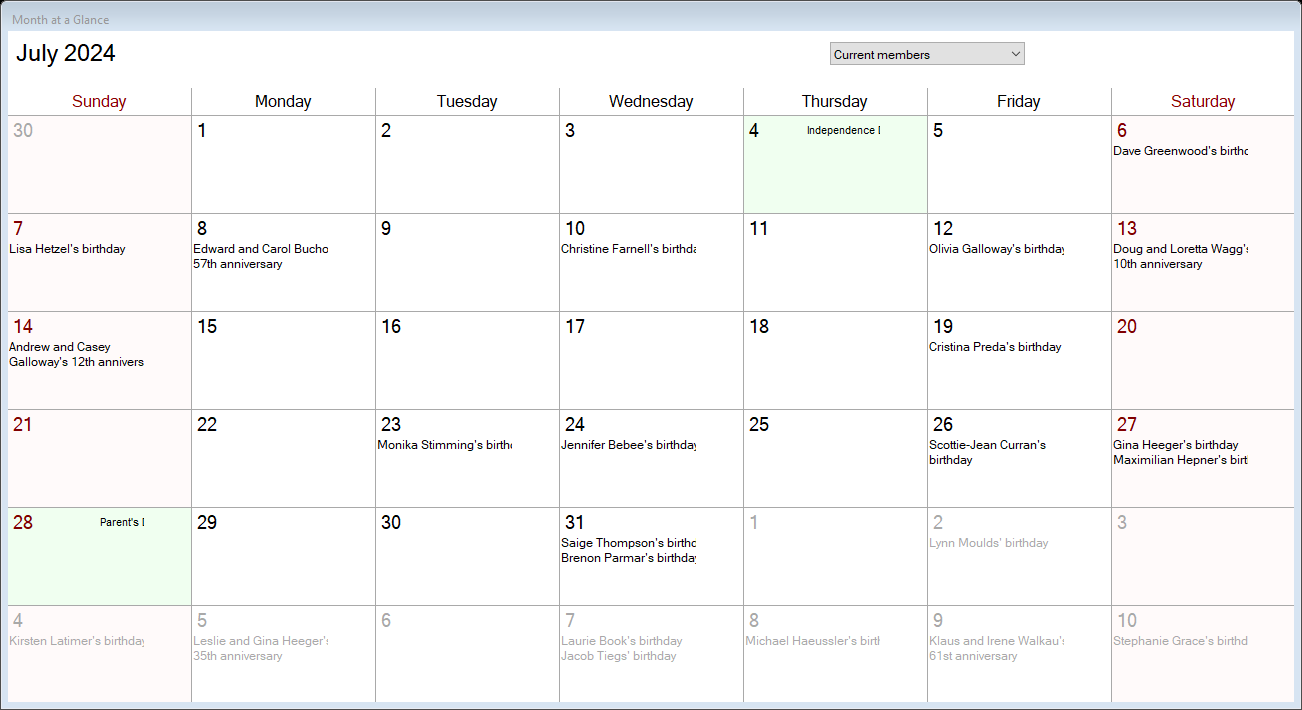 Month at a Glance
July 2024
Current members
Sunday Monday Tuesday Wednesday Thursday Friday Saturday
30 1 2 3 4 Independence 5 6
Dave Greenwood's birthc
7 8 9 10 11 12 13
Lisa Hetzel's birthday Edward and Carol Bucho Christine Farnell's birthda Olivia Galloway's birthday Doug and Loretta Wagg's
57th anniversary 10th anniversary
14 15 16 17 18 19 20
Andrew and Casey Cristina Preda's birthday
Galloway's 12th annivers
21 22 23 24 25 26 27
Monika Stimming's birth Jennifer Bebee's birthday Scottie-Jean Curran's Gina Heeger's birthday
birthday Maximilian Hepner's birt
28 Parent's 29 30 31 1 2 3
Saige Thompson's birthc Lynn Moulds' birthday
Brenon Parmar's birthday
4 5 6 7 8 9 10
Kirsten Latimer's birthday Leslie and Gina Heeger's Laurie Book's birthday Michael Haeussler's birth Klaus and Irene Walkau's Stephanie Grace's birthd
35th anniversary Jacob Tiegs' birthday 61st anniversary